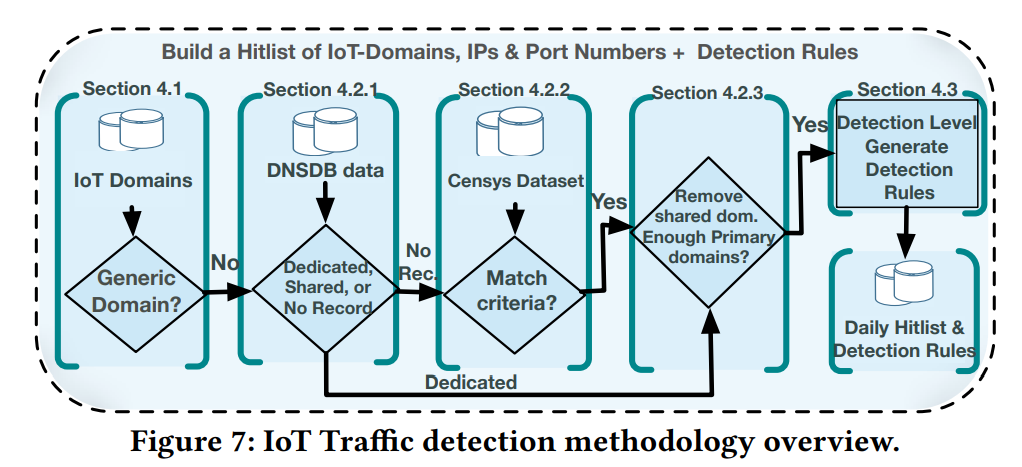 Build a Hitlist of IoT-Domains, IPs & Port Numbers + Detection Rules
Section 4.1
IoT Domains
Generic
Domain?
No
Section 4.2.1
DNSDB data
Dedicated,
Shared, or
No Record
No
Rec.
Dedicated
Section 4.2.2
Censys Dataset
Match
criteria?
Yes
Section 4.2.3
Remove
shared dom.
Enough Primary
domains?
Yes
Section 4.3
Detection Level
Generate
Detection
Rules
Daily Hitlist &
Detection Rules
Figure 7: IoT Traffic detection methodology overview.